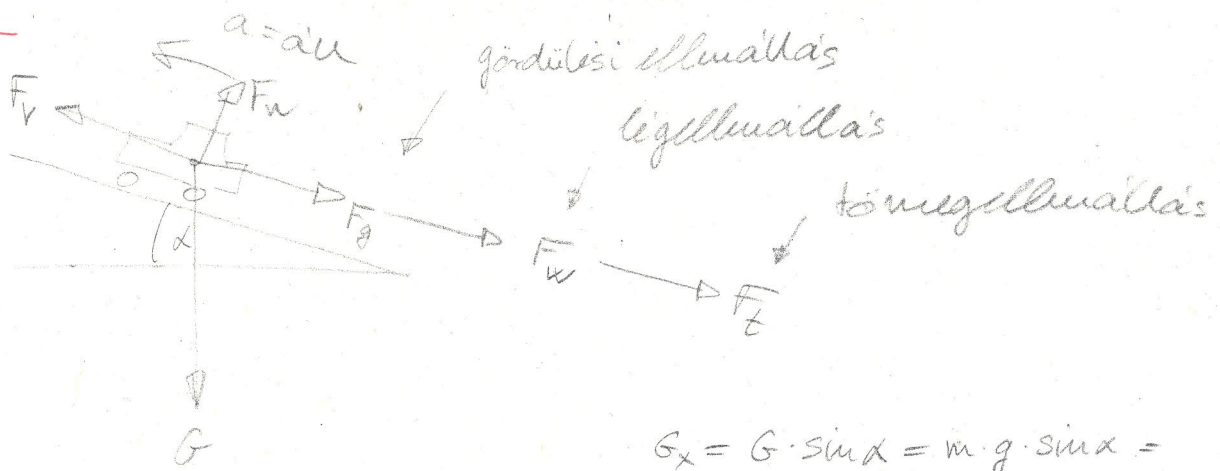 a = áll
gördülési ellenállás
F_v
F_n
légellenállás
tömegellenállás
F_g
α
F_w
F_t
G
G_x = G · sin α = m · g · sin α =